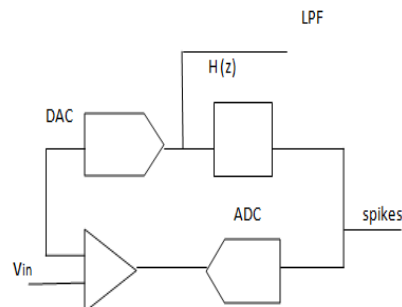 LPF
H(z)
DAC
ADC
spikes
Vin